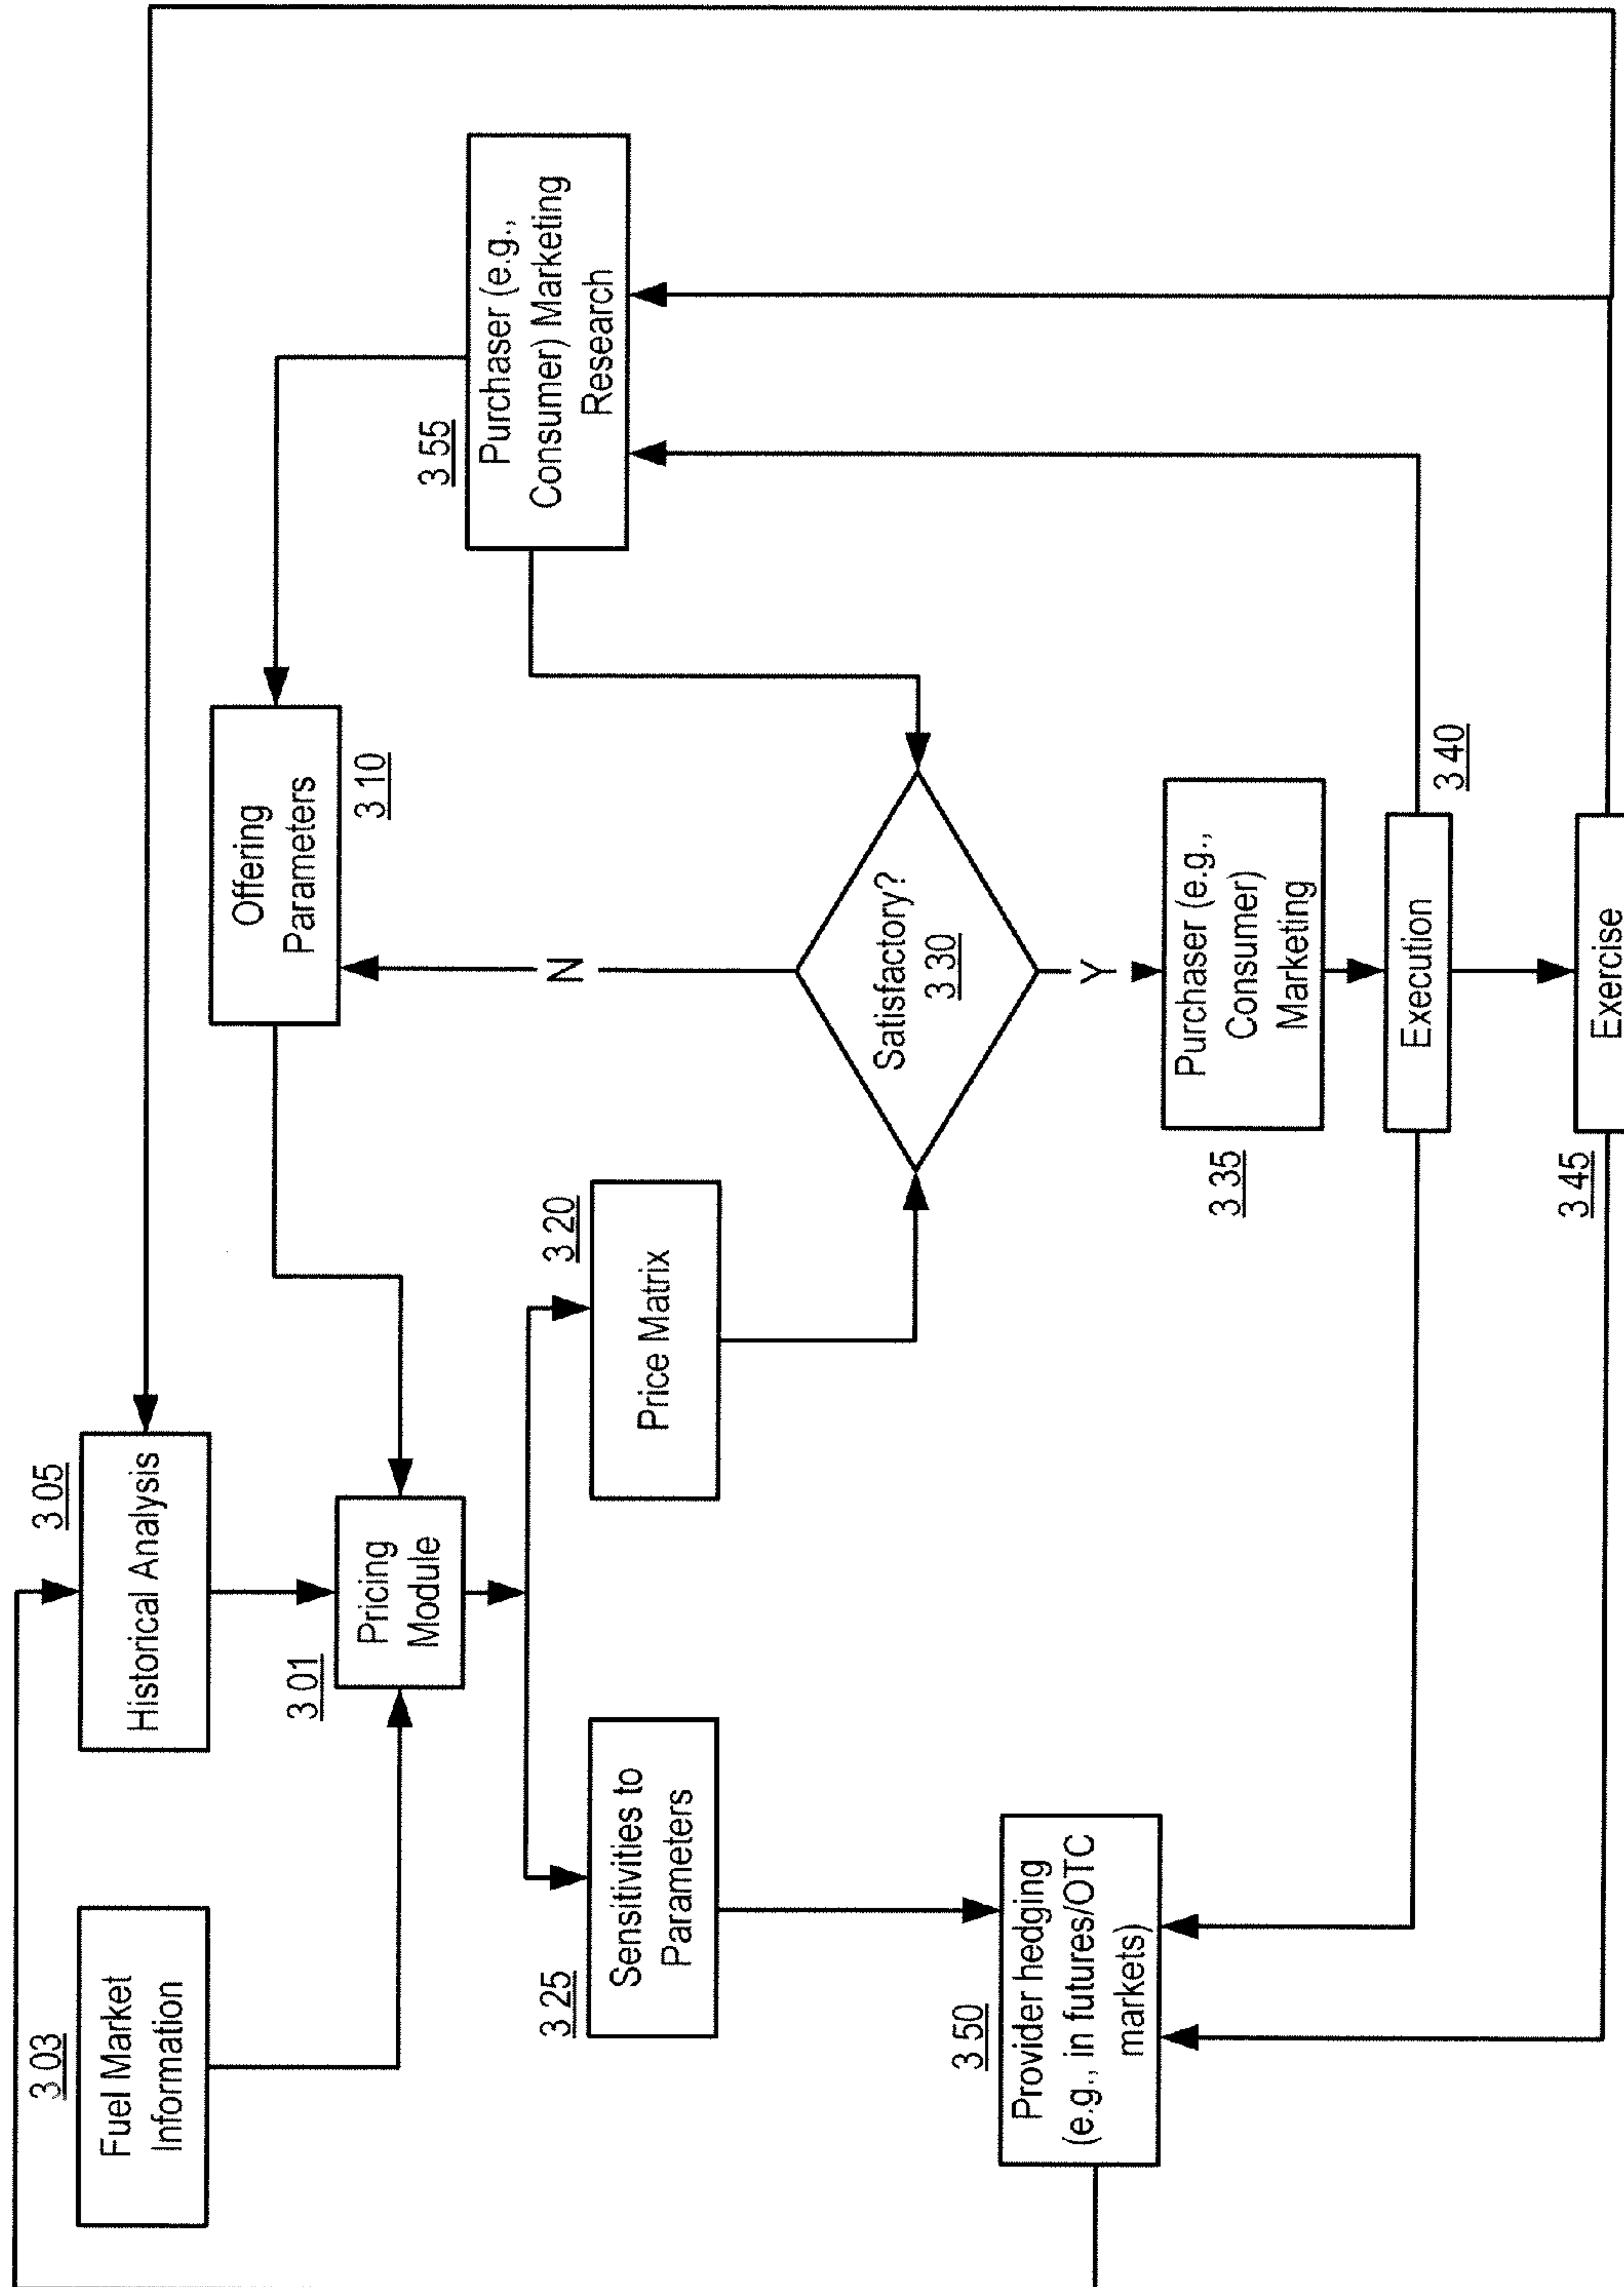 3 03
Fuel Market
Information
3 05
Historical Analysis
Offering
Parameters
3 10
3 01
Pricing
Module
3 55
Purchaser (e.g.,
Consumer) Marketing
Research
3 25
Sensitivities to
Parameters
3 20
Price Matrix
N
Satisfactory?
3 30
Y
3 50
Provider hedging
(e.g., in futures/OTC
markets)
3 35
Purchaser (e.g.,
Consumer)
Marketing
Execution
3 40
3 45
Exercise